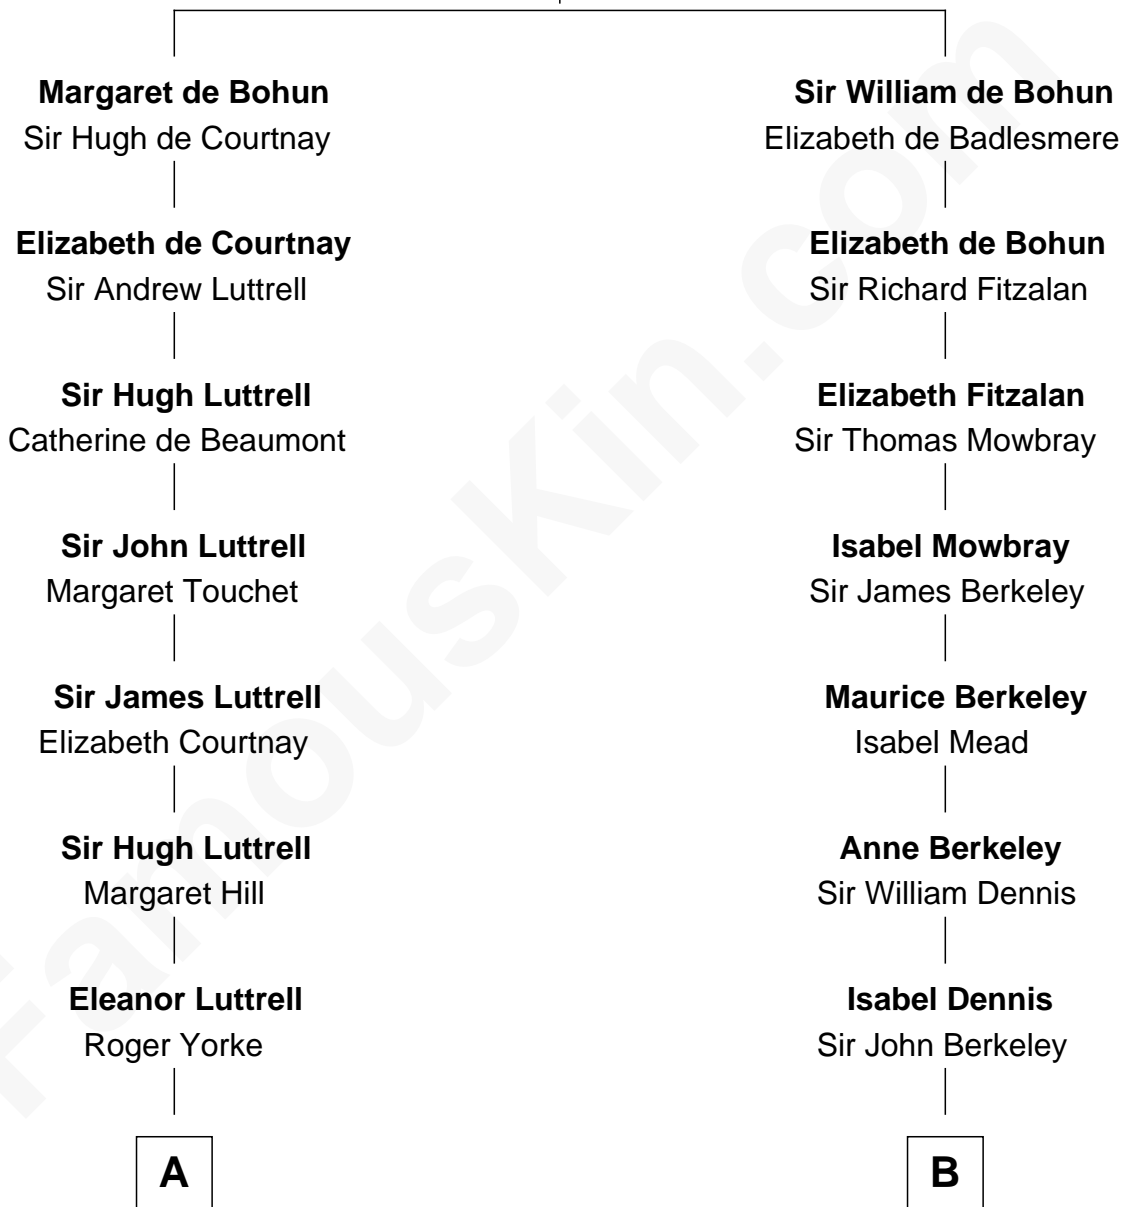 Margaret de Bohun
Sir Hugh de Courtnay
Elizabeth de Courtnay
Sir Andrew Luttrell
Sir Hugh Luttrell
Catherine de Beaumont
Sir John Luttrell
Margaret Touchet
Sir James Luttrell
Elizabeth Courtnay
Sir Hugh Luttrell
Margaret Hill
Eleanor Luttrell
Roger Yorke
A
Sir William de Bohun
Elizabeth de Badlesmere
Elizabeth de Bohun
Sir Richard Fitzalan
Elizabeth Fitzalan
Sir Thomas Mowbray
Isabel Mowbray
Sir James Berkeley
Maurice Berkeley
Isabel Mead
Anne Berkeley
Sir William Dennis
Isabel Dennis
Sir John Berkeley
B
FamousKin.com